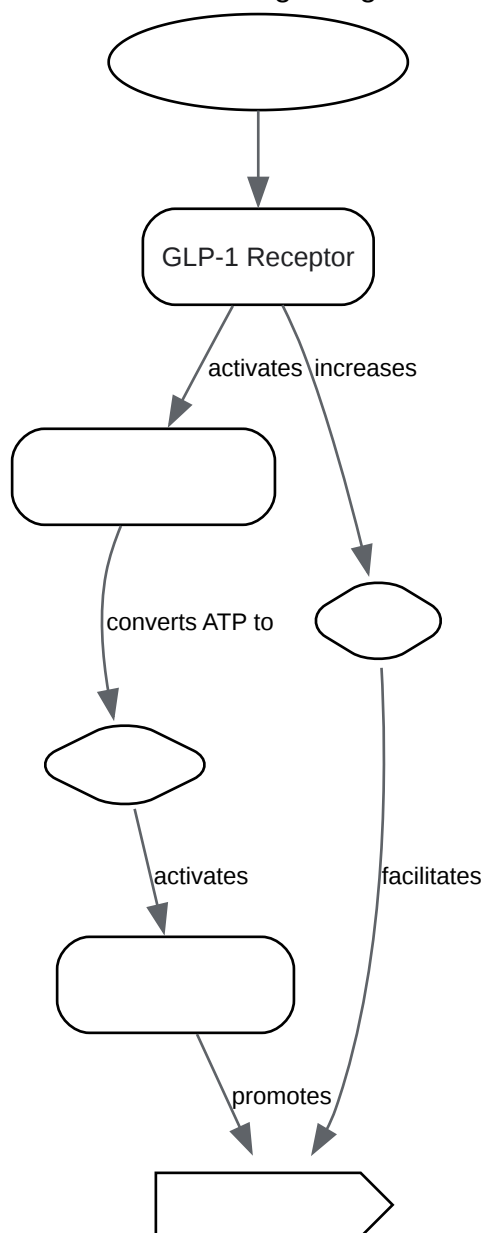 GLP-1 Receptor
activates
increases
converts ATP to
activates
facilitates
promotes